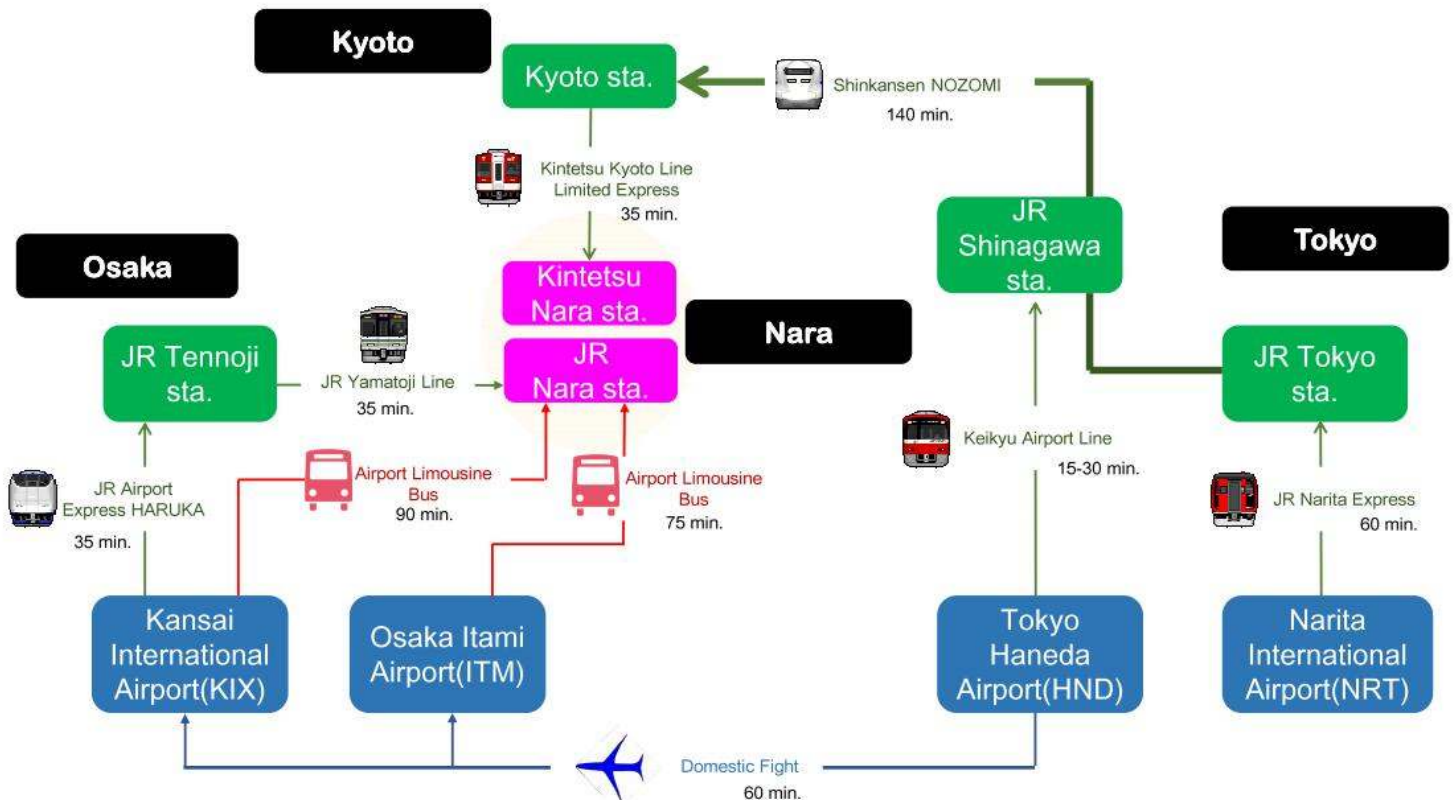 Kyoto
Kyoto sta.
Shinkansen NOZOMI
140 min.
Kintetsu Kyoto Line
Limited Express
35 min.
JR
Shinagawa
sta.
Tokyo
Osaka
Kintetsu
Nara sta.
Nara
JR Tennoji
sta.
JR Yamatoji Line
35 min.
JR
Nara sta.
JR Tokyo
sta.
Keikyu Airport Line
15-30 min.
JR Airport
Express HARUKA
35 min.
Airport Limousine
Bus
90 min.
Airport Limousine
Bus
75 min.
JR Narita Express
60 min.
Kansai
International
Airport(KIX)
Osaka Itami
Airport(ITM)
Tokyo
Haneda
Airport(HND)
Narita
International
Airport(NRT)
Domestic Fight
60 min.